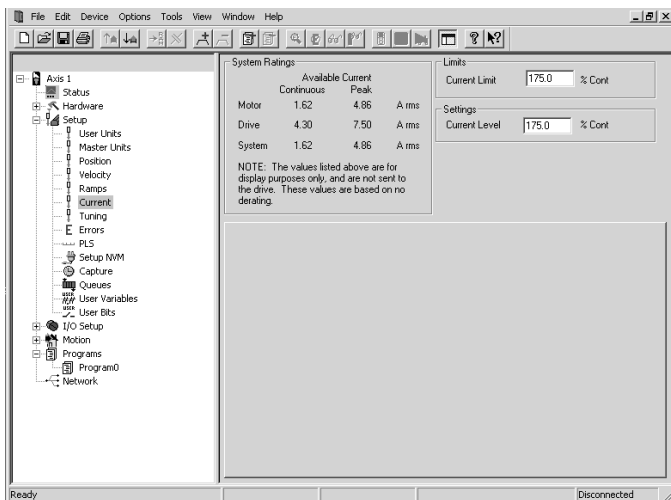 File Edit Device Options Tools View Window Help
Axis 1
Status
Hardware
Setup
User Units
Master Units
Position
Velocity
Ramps
Current
Tuning
E Errors
PLS
Setup NVM
Capture
Queues
USER User Variables
USER User Bits
I/O Setup
Motion
Programs
Program0
Network
System Ratings
Available Current
Continuous Peak
Motor 1.62 4.86 A rms
Drive 4.30 7.50 A rms
System 1.62 4.86 A rms
NOTE: The values listed above are for
display purposes only, and are not sent to
the drive. These values are based on no
derating.
Limits
Current Limit 175.0 % Cont
Settings
Current Level 175.0 % Cont
Ready Disconnected